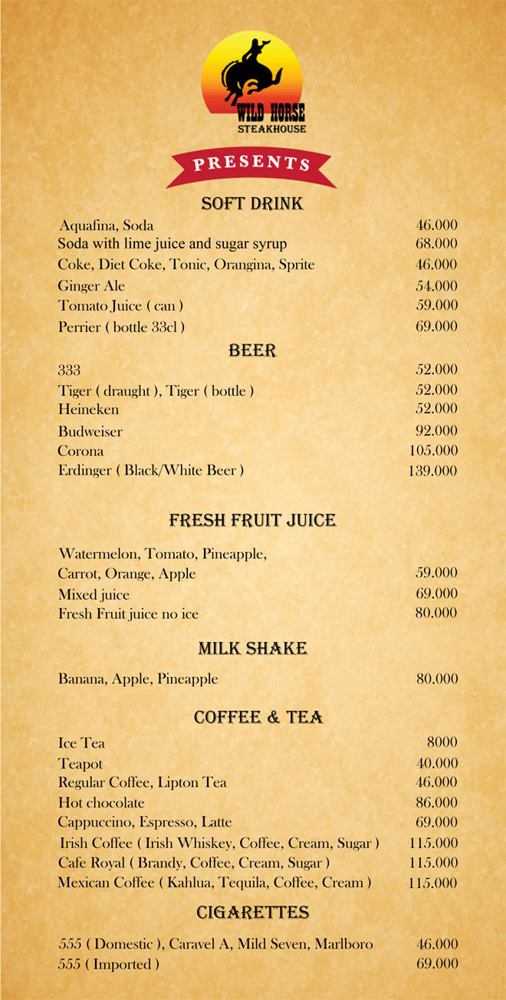 WILD HORSE
STEAKHOUSE
PRESENTS
SOFT DRINK
Aquafina, Soda 46.000
Soda with lime juice and sugar syrup 68.000
Coke, Diet Coke, Tonic, Orangina, Sprite 46.000
Ginger Ale 54.000
Tomato Juice ( can ) 59.000
Perrier ( bottle 33cl ) 69.000
BEER
333 52.000
Tiger ( draught ), Tiger ( bottle ) 52.000
Heineken 52.000
Budweiser 92.000
Corona 105.000
Erdinger ( Black/White Beer ) 139.000
FRESH FRUIT JUICE
Watermelon, Tomato, Pineapple,
Carrot, Orange, Apple 59.000
Mixed juice 69.000
Fresh Fruit juice no ice 80.000
MILK SHAKE
Banana, Apple, Pineapple 80.000
COFFEE & TEA
Ice Tea 8000
Teapot 40.000
Regular Coffee, Lipton Tea 46.000
Hot chocolate 86.000
Cappuccino, Espresso, Latte 69.000
Irish Coffee ( Irish Whiskey, Coffee, Cream, Sugar ) 115.000
Cafe Royal ( Brandy, Coffee, Cream, Sugar ) 115.000
Mexican Coffee ( Kahlua, Tequila, Coffee, Cream ) 115.000
CIGARETTES
555 ( Domestic ), Caravel A, Mild Seven, Marlboro 46.000
555 ( Imported ) 69.000